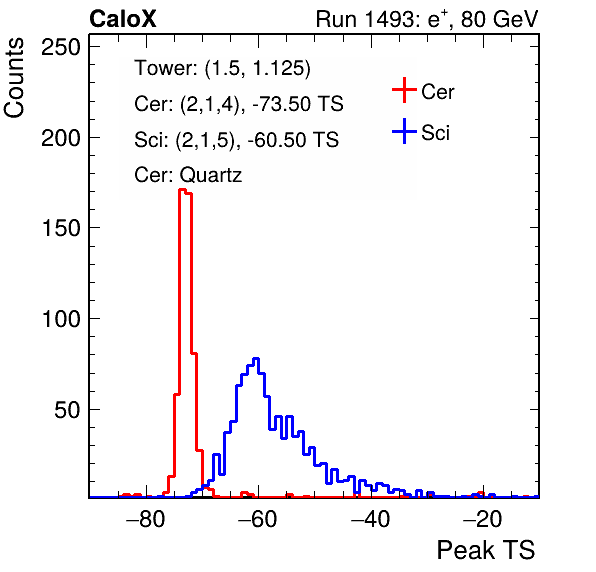 CaloX Run 1493: e⁺, 80 GeV
Counts
250
200
150
100
50
Tower: (1.5, 1.125)
Cer: (2,1,4), -73.50 TS
Sci: (2,1,5), -60.50 TS
Cer: Quartz
Cer
Sci
−80 −60 −40 −20
Peak TS